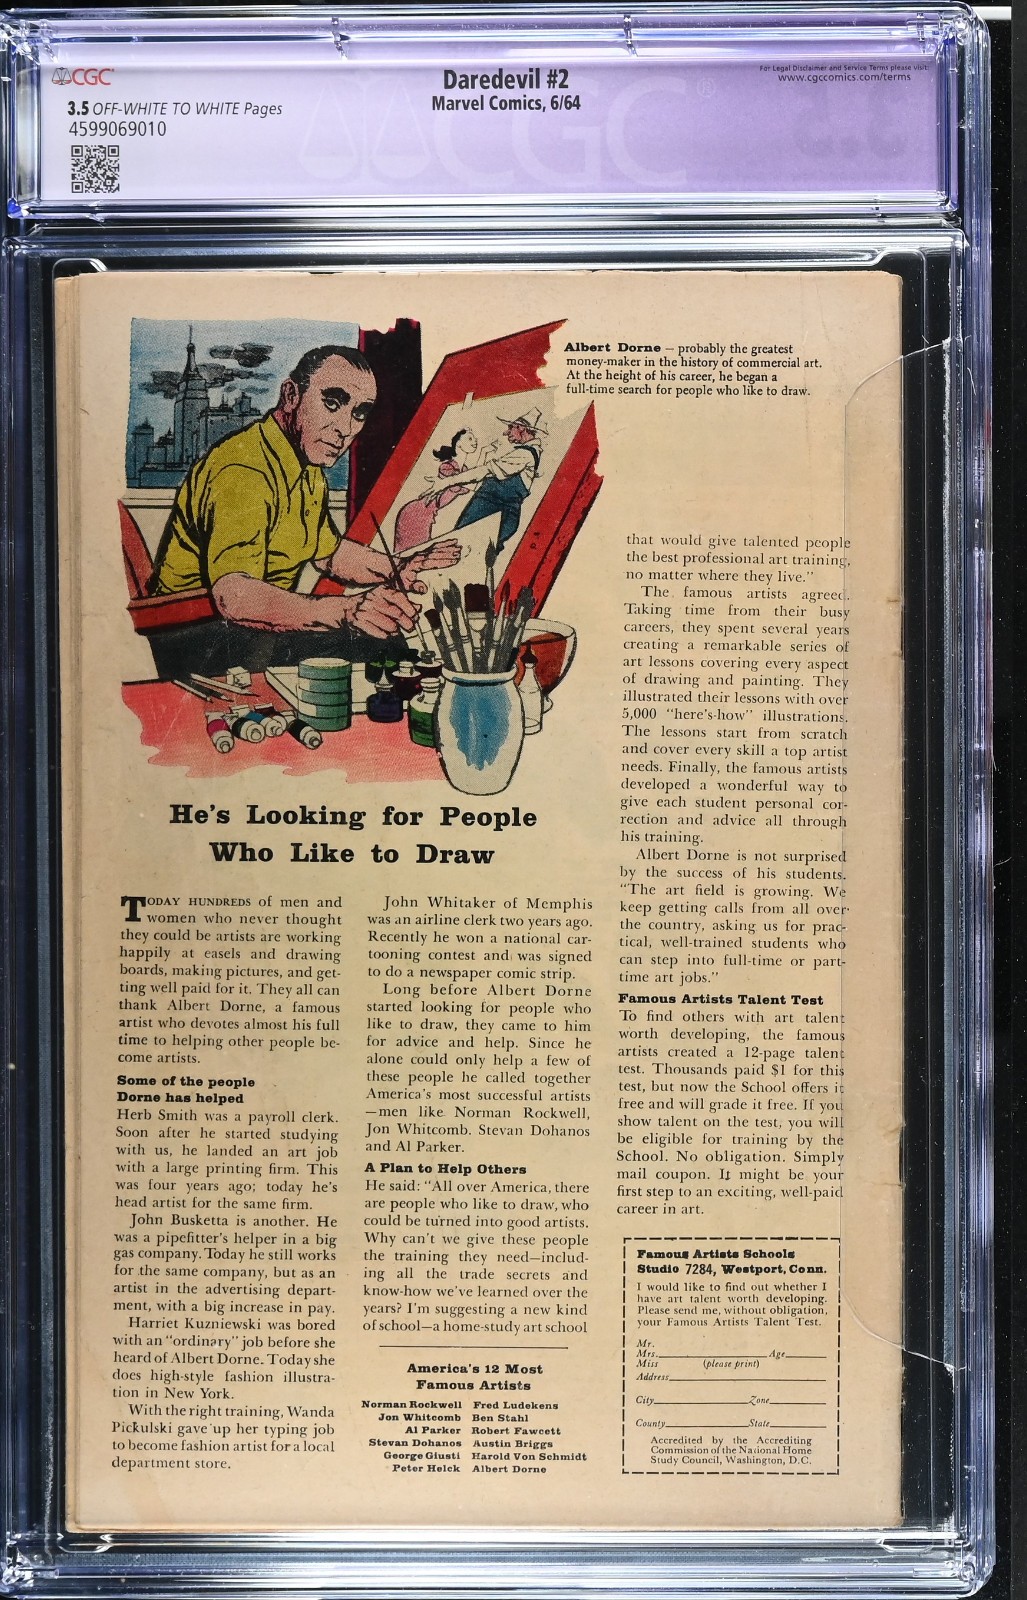 CGC
3.5 OFF-WHITE TO WHITE Pages
4599069010
Daredevil #2
Marvel Comics, 6/64
For Legal Disclaimer and Service Terms please visit:
www.cgccomics.com/terms
CGC
®
Albert Dorne — probably the greatest
money-maker in the history of commercial art.
At the height of his career, he began a
full-time search for people who like to draw.
He's Looking for People
Who Like to Draw
TODAY HUNDREDS of men and
women who never thought
they could be artists are working
happily at easels and drawing
boards, making pictures, and get-
ting well paid for it. They all can
thank Albert Dorne, a famous
artist who devotes almost his full
time to helping other people be-
come artists.
Some of the people
Dorne has helped
Herb Smith was a payroll clerk.
Soon after he started studying
with us, he landed an art job
with a large printing firm. This
was four years ago; today he's
head artist for the same firm.
John Busketta is another. He
was a pipefitter's helper in a big
gas company. Today he still works
for the same company, but as an
artist in the advertising depart-
ment, with a big increase in pay.
Harriet Kuzniewski was bored
with an "ordinary" job before she
heard of Albert Dorne. Today she
does high-style fashion illustra-
tion in New York.
With the right training, Wanda
Pickulski gave up her typing job
to become fashion artist for a local
department store.
John Whitaker of Memphis
was an airline clerk two years ago.
Recently he won a national car-
tooning contest and was signed
to do a newspaper comic strip.
Long before Albert Dorne
started looking for people who
like to draw, they came to him
for advice and help. Since he
alone could only help a few of
these people he called together
America's most successful artists
—men like Norman Rockwell,
Jon Whitcomb. Stevan Dohanos
and Al Parker.
A Plan to Help Others
He said: "All over America, there
are people who like to draw, who
could be turned into good artists.
Why can't we give these people
the training they need—includ-
ing all the trade secrets and
know-how we've learned over the
years? I'm suggesting a new kind
of school—a home-study art school
America's 12 Most
Famous Artists
Norman Rockwell Fred Ludekens
Jon Whitcomb Ben Stahl
Al Parker Robert Fawcett
Stevan Dohanos Austin Briggs
George Giusti Harold Von Schmidt
Peter Helck Albert Dorne
that would give talented people
the best professional art training,
no matter where they live."
The famous artists agreed.
Taking time from their busy
careers, they spent several years
creating a remarkable series of
art lessons covering every aspect
of drawing and painting. They
illustrated their lessons with over
5,000 "here's-how" illustrations.
The lessons start from scratch
and cover every skill a top artist
needs. Finally, the famous artists
developed a wonderful way to
give each student personal cor-
rection and advice all through
his training.
Albert Dorne is not surprised
by the success of his students.
"The art field is growing. We
keep getting calls from all over
the country, asking us for prac-
tical, well-trained students who
can step into full-time or part-
time art jobs."
Famous Artists Talent Test
To find others with art talent
worth developing, the famous
artists created a 12-page talent
test. Thousands paid $1 for this
test, but now the School offers it
free and will grade it free. If you
show talent on the test, you will
be eligible for training by the
School. No obligation. Simply
mail coupon. It might be your
first step to an exciting, well-paid
career in art.
Famous Artists Schools
Studio 7284, Westport, Conn.
I would like to find out whether I
have art talent worth developing.
Please send me, without obligation,
your Famous Artists Talent Test.
Mr.
Mrs. Age
Miss (please print)
Address
City Zone
County State
Accredited by the Accrediting
Commission of the National Home
Study Council, Washington, D.C.